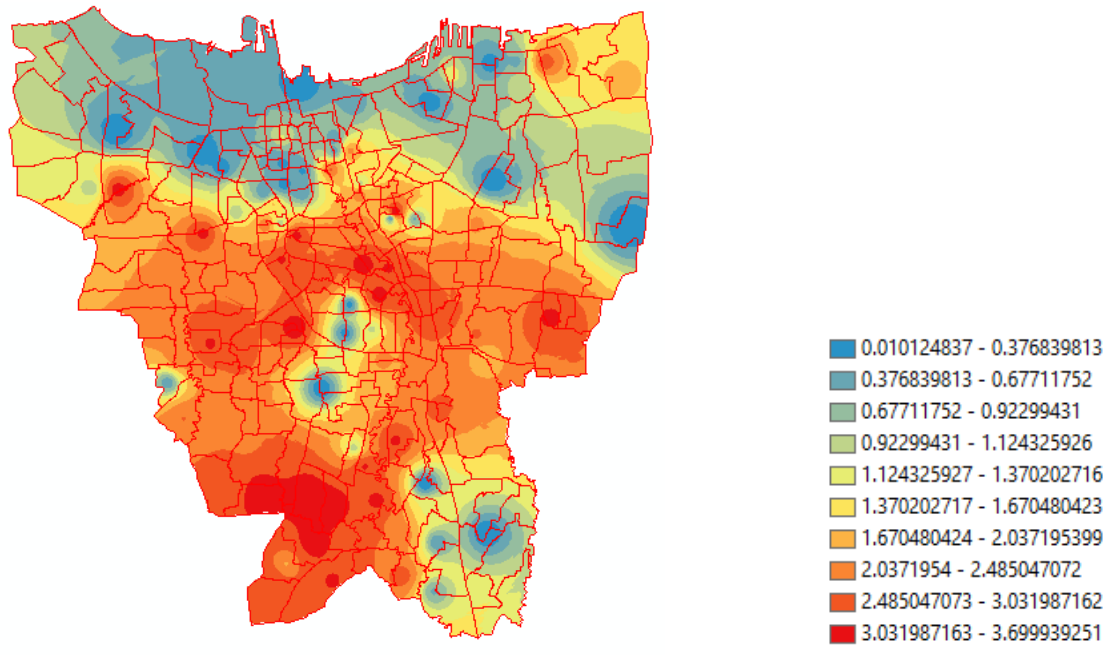 0.010124837 - 0.376839813
0.376839813 - 0.67711752
0.67711752 - 0.92299431
0.92299431 - 1.124325926
1.124325927 - 1.370202716
1.370202717 - 1.670480423
1.670480424 - 2.037195399
2.0371954 - 2.485047072
2.485047073 - 3.031987162
3.031987163 - 3.699939251